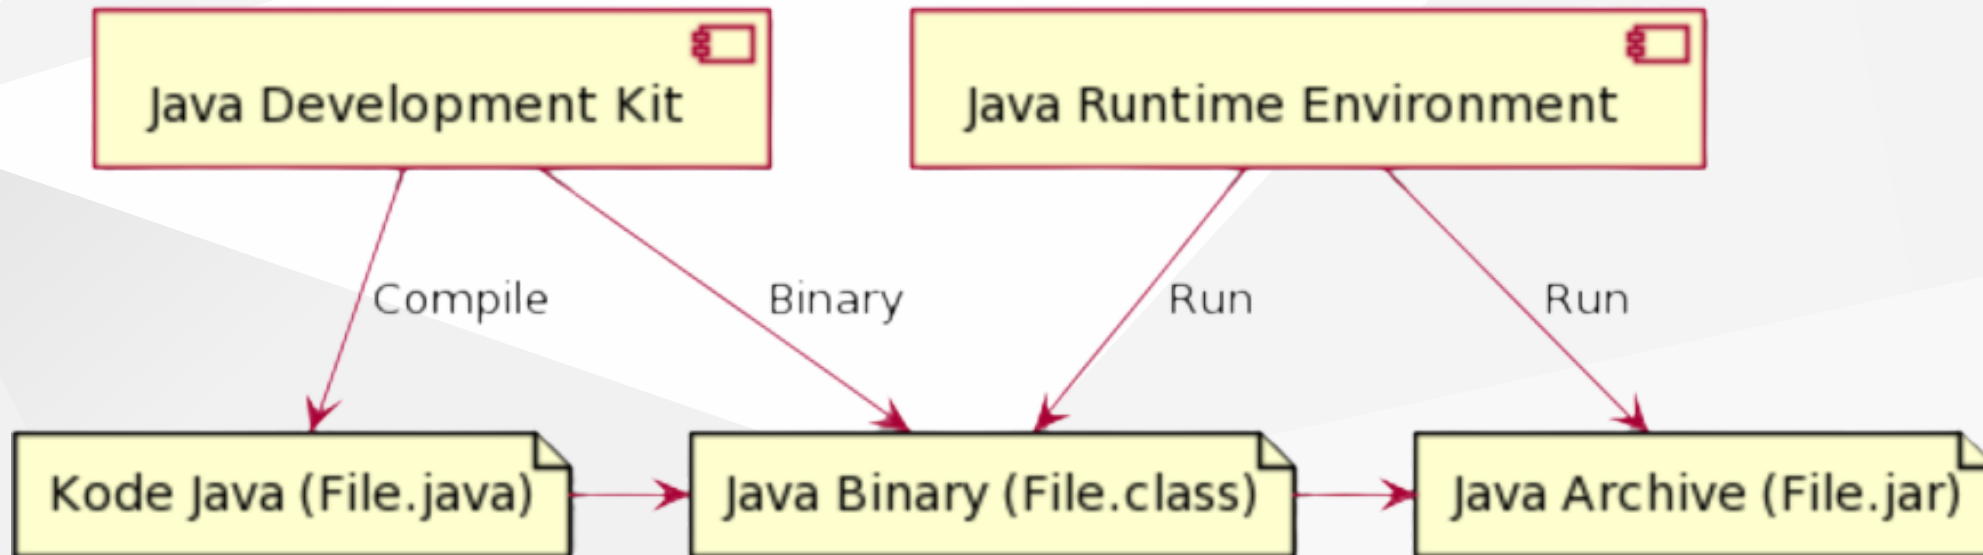 Java Development Kit
Java Runtime Environment
Compile
Binary
Run
Run
Kode Java (File.java)
Java Binary (File.class)
Java Archive (File.jar)